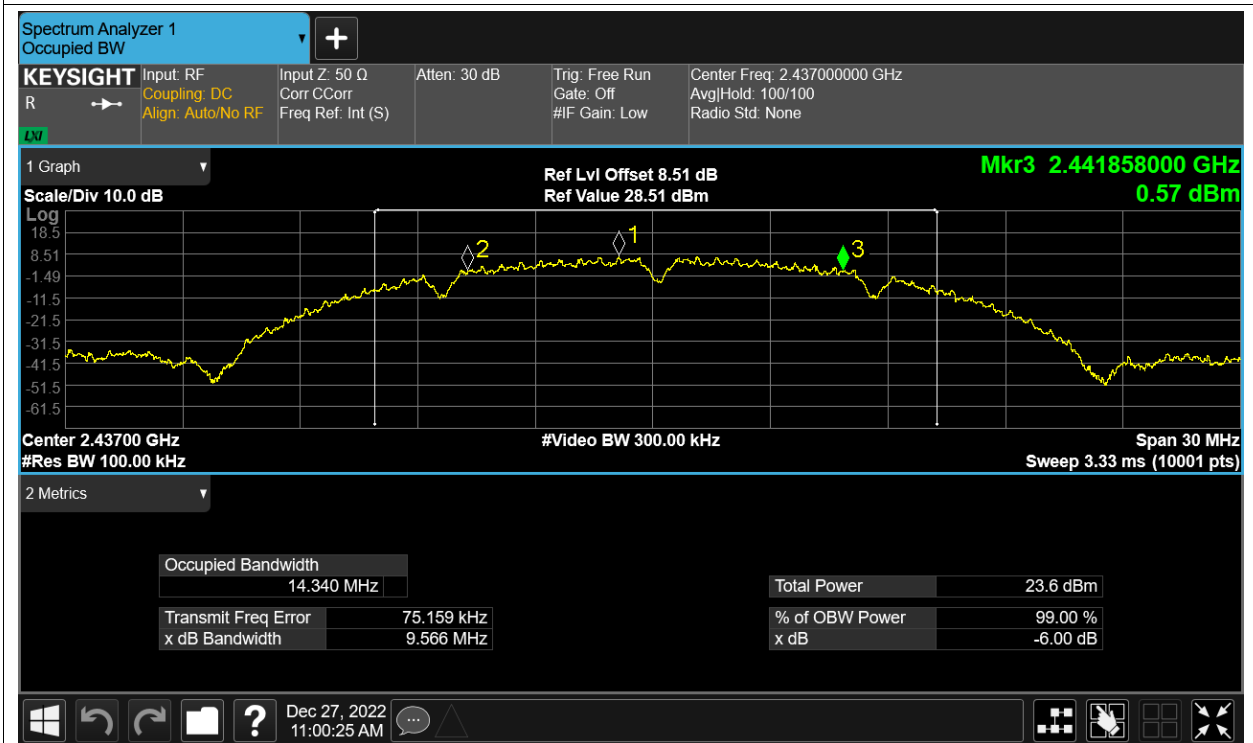 Spectrum Analyzer 1
Occupied BW
KEYSIGHT
R
LXI
Input: RF
Coupling: DC
Align: Auto/No RF
Input Z: 50 Ω
Corr CCorr
Freq Ref: Int (S)
Atten: 30 dB
Trig: Free Run
Gate: Off
#IF Gain: Low
Center Freq: 2.437000000 GHz
Avg|Hold: 100/100
Radio Std: None
1 Graph
Scale/Div 10.0 dB
Ref Lvl Offset 8.51 dB
Ref Value 28.51 dBm
Mkr3 2.441858000 GHz
0.57 dBm
Log
18.5
8.51
-1.49
-11.5
-21.5
-31.5
-41.5
-51.5
-61.5
2
1
3
Center 2.43700 GHz
#Res BW 100.00 kHz
#Video BW 300.00 kHz
Span 30 MHz
Sweep 3.33 ms (10001 pts)
2 Metrics
Occupied Bandwidth
14.340 MHz
Transmit Freq Error 75.159 kHz
x dB Bandwidth 9.566 MHz
Total Power 23.6 dBm
% of OBW Power 99.00 %
x dB -6.00 dB
?
Dec 27, 2022
11:00:25 AM